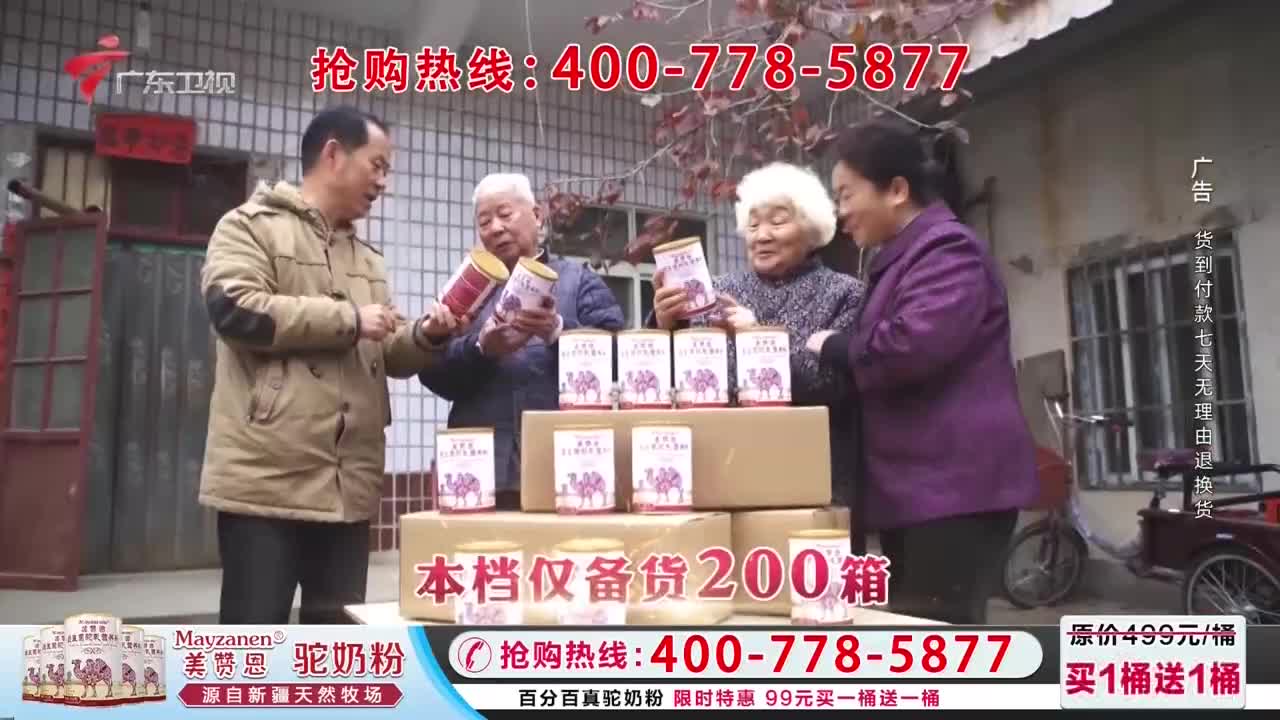 抢购热线:400-778-5877
广东卫视
广告 货到付款七天无理由退换货
本档仅备货200箱
Mayzanen®
美赞恩
驼奶粉
源自新疆天然牧场
抢购热线:400-778-5877
百分百真驼奶粉 限时特惠 99元买一桶送一桶
原价499元/桶
买1桶送1桶